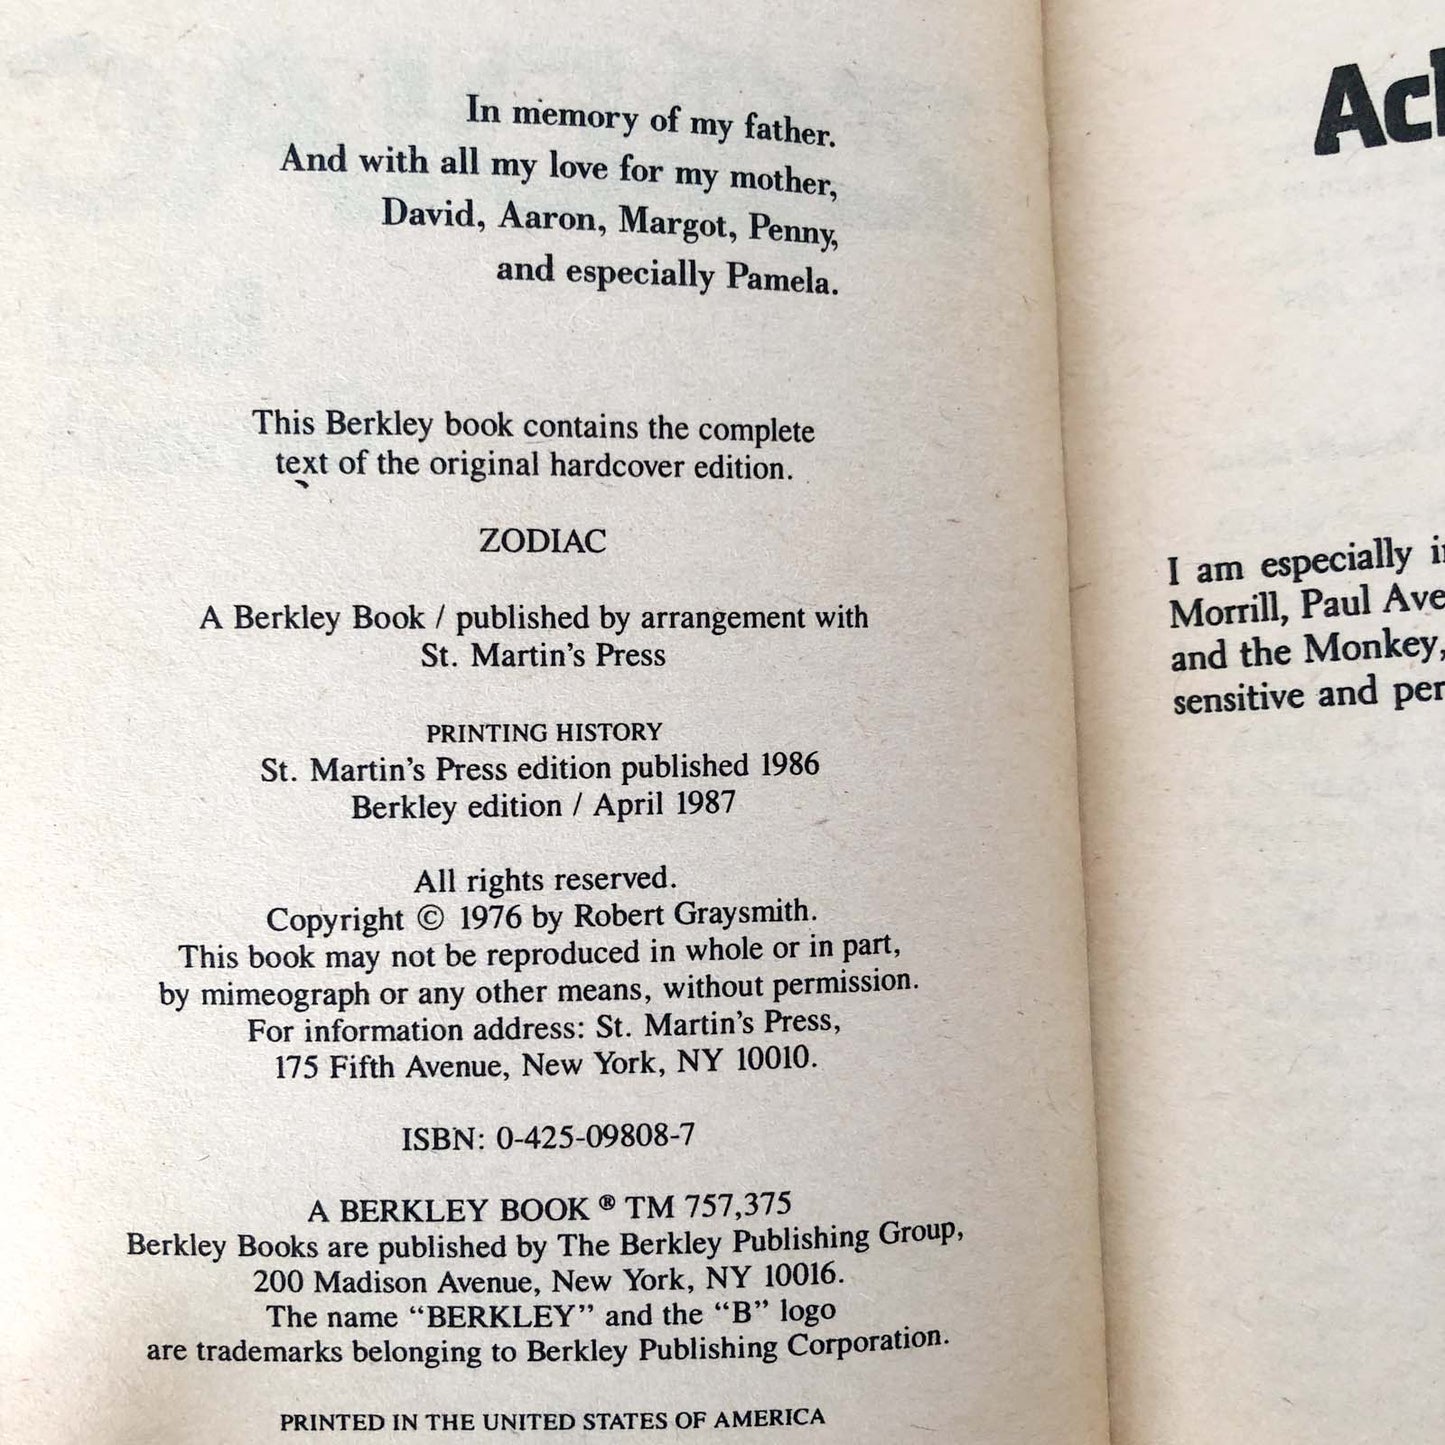 In memory of my father.
And with all my love for my mother,
David, Aaron, Margot, Penny,
and especially Pamela.
This Berkley book contains the complete
text of the original hardcover edition.
ZODIAC
A Berkley Book / published by arrangement with
St. Martin's Press
PRINTING HISTORY
St. Martin's Press edition published 1986
Berkley edition / April 1987
All rights reserved.
Copyright © 1976 by Robert Graysmith.
This book may not be reproduced in whole or in part,
by mimeograph or any other means, without permission.
For information address: St. Martin's Press,
175 Fifth Avenue, New York, NY 10010.
ISBN: 0-425-09808-7
A BERKLEY BOOK ® TM 757,375
Berkley Books are published by The Berkley Publishing Group,
200 Madison Avenue, New York, NY 10016.
The name “BERKLEY” and the “B” logo
are trademarks belonging to Berkley Publishing Corporation.
PRINTED IN THE UNITED STATES OF AMERICA
I am especially
Morrill, Paul Ave
and the Monkey,
sensitive and per